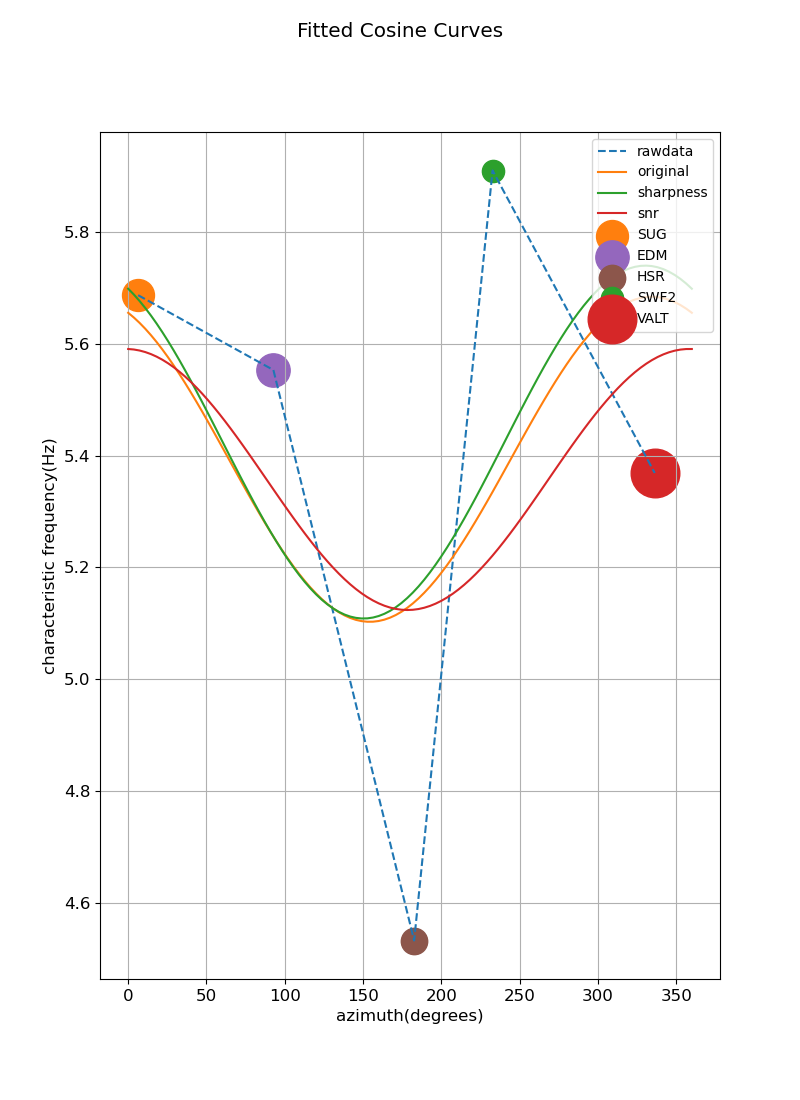 Fitted Cosine Curves
rawdata
original
sharpness
snr
SUG
EDM
HSR
SWF2
VALT
5.8
5.6
5.4
5.2
5.0
4.8
4.6
characteristic frequency(Hz)
0 50 100 150 200 250 300 350
azimuth(degrees)